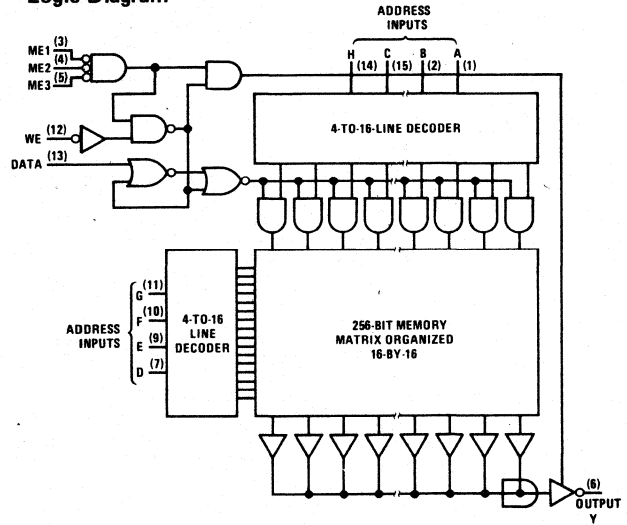 Logic Diagram
ADDRESS
INPUTS
H C B A
(14) (15) (2) (1)
ME1 (3)
ME2 (4)
ME3 (5)
WE (12)
DATA (13)
4-TO-16-LINE DECODER
ADDRESS
INPUTS
G (11)
F (10)
E (9)
D (7)
4-TO-16
LINE
DECODER
256-BIT MEMORY
MATRIX ORGANIZED
16-BY-16
(6)
OUTPUT
Y